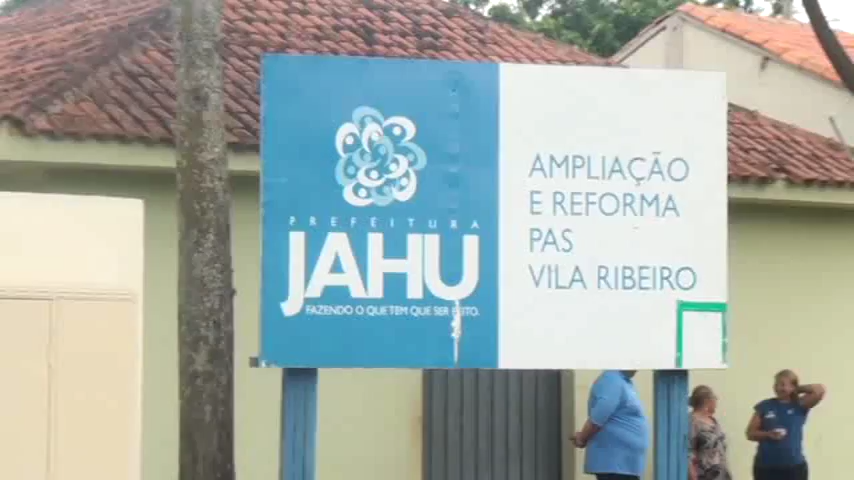 PREFEITURA
JAHU
FAZENDO O QUE TEM QUE SER FEITO.
AMPLIAÇÃO
E REFORMA
PAS
VILA RIBEIRO